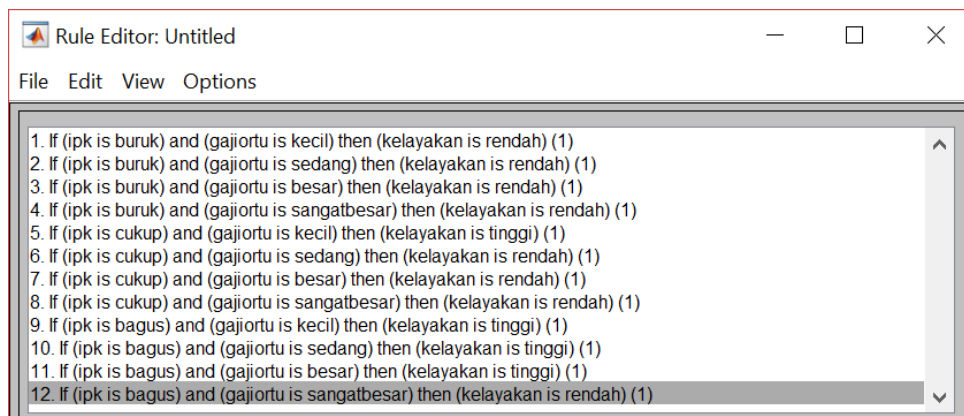 Rule Editor: Untitled
File Edit View Options
1. If (ipk is buruk) and (gajiortu is kecil) then (kelayakan is rendah) (1)
2. If (ipk is buruk) and (gajiortu is sedang) then (kelayakan is rendah) (1)
3. If (ipk is buruk) and (gajiortu is besar) then (kelayakan is rendah) (1)
4. If (ipk is buruk) and (gajiortu is sangatbesar) then (kelayakan is rendah) (1)
5. If (ipk is cukup) and (gajiortu is kecil) then (kelayakan is tinggi) (1)
6. If (ipk is cukup) and (gajiortu is sedang) then (kelayakan is rendah) (1)
7. If (ipk is cukup) and (gajiortu is besar) then (kelayakan is rendah) (1)
8. If (ipk is cukup) and (gajiortu is sangatbesar) then (kelayakan is rendah) (1)
9. If (ipk is bagus) and (gajiortu is kecil) then (kelayakan is tinggi) (1)
10. If (ipk is bagus) and (gajiortu is sedang) then (kelayakan is tinggi) (1)
11. If (ipk is bagus) and (gajiortu is besar) then (kelayakan is tinggi) (1)
12. If (ipk is bagus) and (gajiortu is sangatbesar) then (kelayakan is rendah) (1)